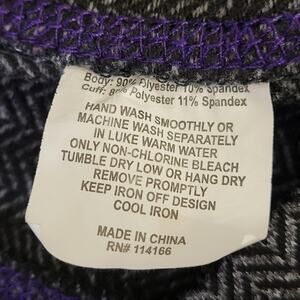 Body: 90% Polyester 10% Spandex
Cuff: 89% Polyester 11% Spandex
HAND WASH SMOOTHLY OR
MACHINE WASH SEPARATELY
IN LUKE WARM WATER
ONLY NON-CHLORINE BLEACH
TUMBLE DRY LOW OR HANG DRY
REMOVE PROMPTLY
KEEP IRON OFF DESIGN
COOL IRON
MADE IN CHINA
RN# 114166